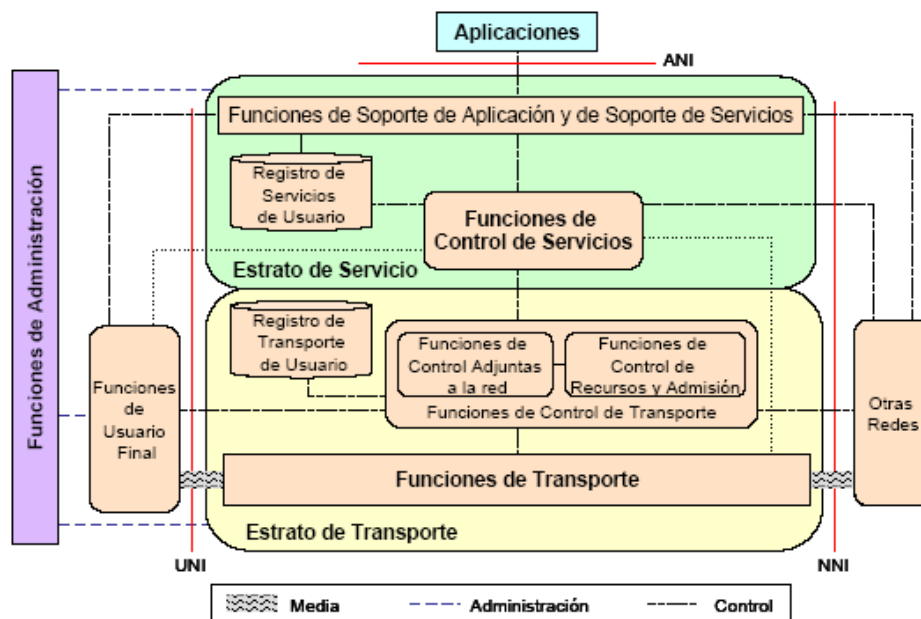 Aplicaciones
ANI
Funciones de Soporte de Aplicación y de Soporte de Servicios
Registro de
Servicios
de Usuario
Funciones de
Control de Servicios
Estrato de Servicio
Funciones de Administración
Registro de
Transporte
de Usuario
Funciones de
Control Adjuntas
a la red
Funciones de
Control de
Recursos y Admisión
Funciones de Control de Transporte
Funciones
de
Usuario
Final
Otras
Redes
Funciones de Transporte
Estrato de Transporte
UNI
NNI
Media
Administración
Control